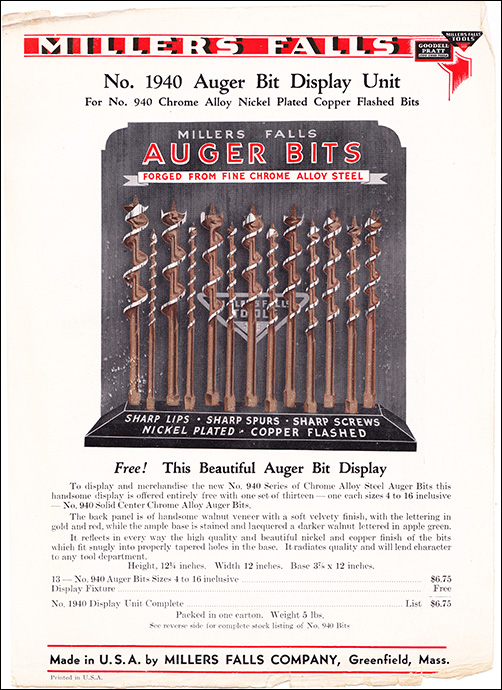 MILLERS FALLS
MILLERS FALLS
TOOLS
GOODELL
PRATT
No. 1940 Auger Bit Display Unit
For No. 940 Chrome Alloy Nickel Plated Copper Flashed Bits
MILLERS FALLS
AUGER BITS
FORGED FROM FINE CHROME ALLOY STEEL
SHARP LIPS · SHARP SPURS · SHARP SCREWS
NICKEL PLATED · COPPER FLASHED
Free! This Beautiful Auger Bit Display
To display and merchandise the new No. 940 Series of Chrome Alloy Steel Auger Bits this
handsome display is offered entirely free with one set of thirteen — one each sizes 4 to 16 inclusive
— No. 940 Solid Center Chrome Alloy Auger Bits.
The back panel is of handsome walnut veneer with a soft velvety finish, with the lettering in
gold and red, while the ample base is stained and lacquered a darker walnut lettered in apple green.
It reflects in every way the high quality and beautiful nickel and copper finish of the bits
which fit snugly into properly tapered holes in the base. It radiates quality and will lend character
to any tool department.
Height, 12¾ inches. Width 12 inches. Base 3⅞ x 12 inches.
13 — No. 940 Auger Bits Sizes 4 to 16 inclusive $6.75
Display Fixture Free
No. 1940 Display Unit Complete List $6.75
Packed in one carton. Weight 5 lbs.
See reverse side for complete stock listing of No. 940 Bits
Made in U.S.A. by MILLERS FALLS COMPANY, Greenfield, Mass.
Printed in U.S.A.